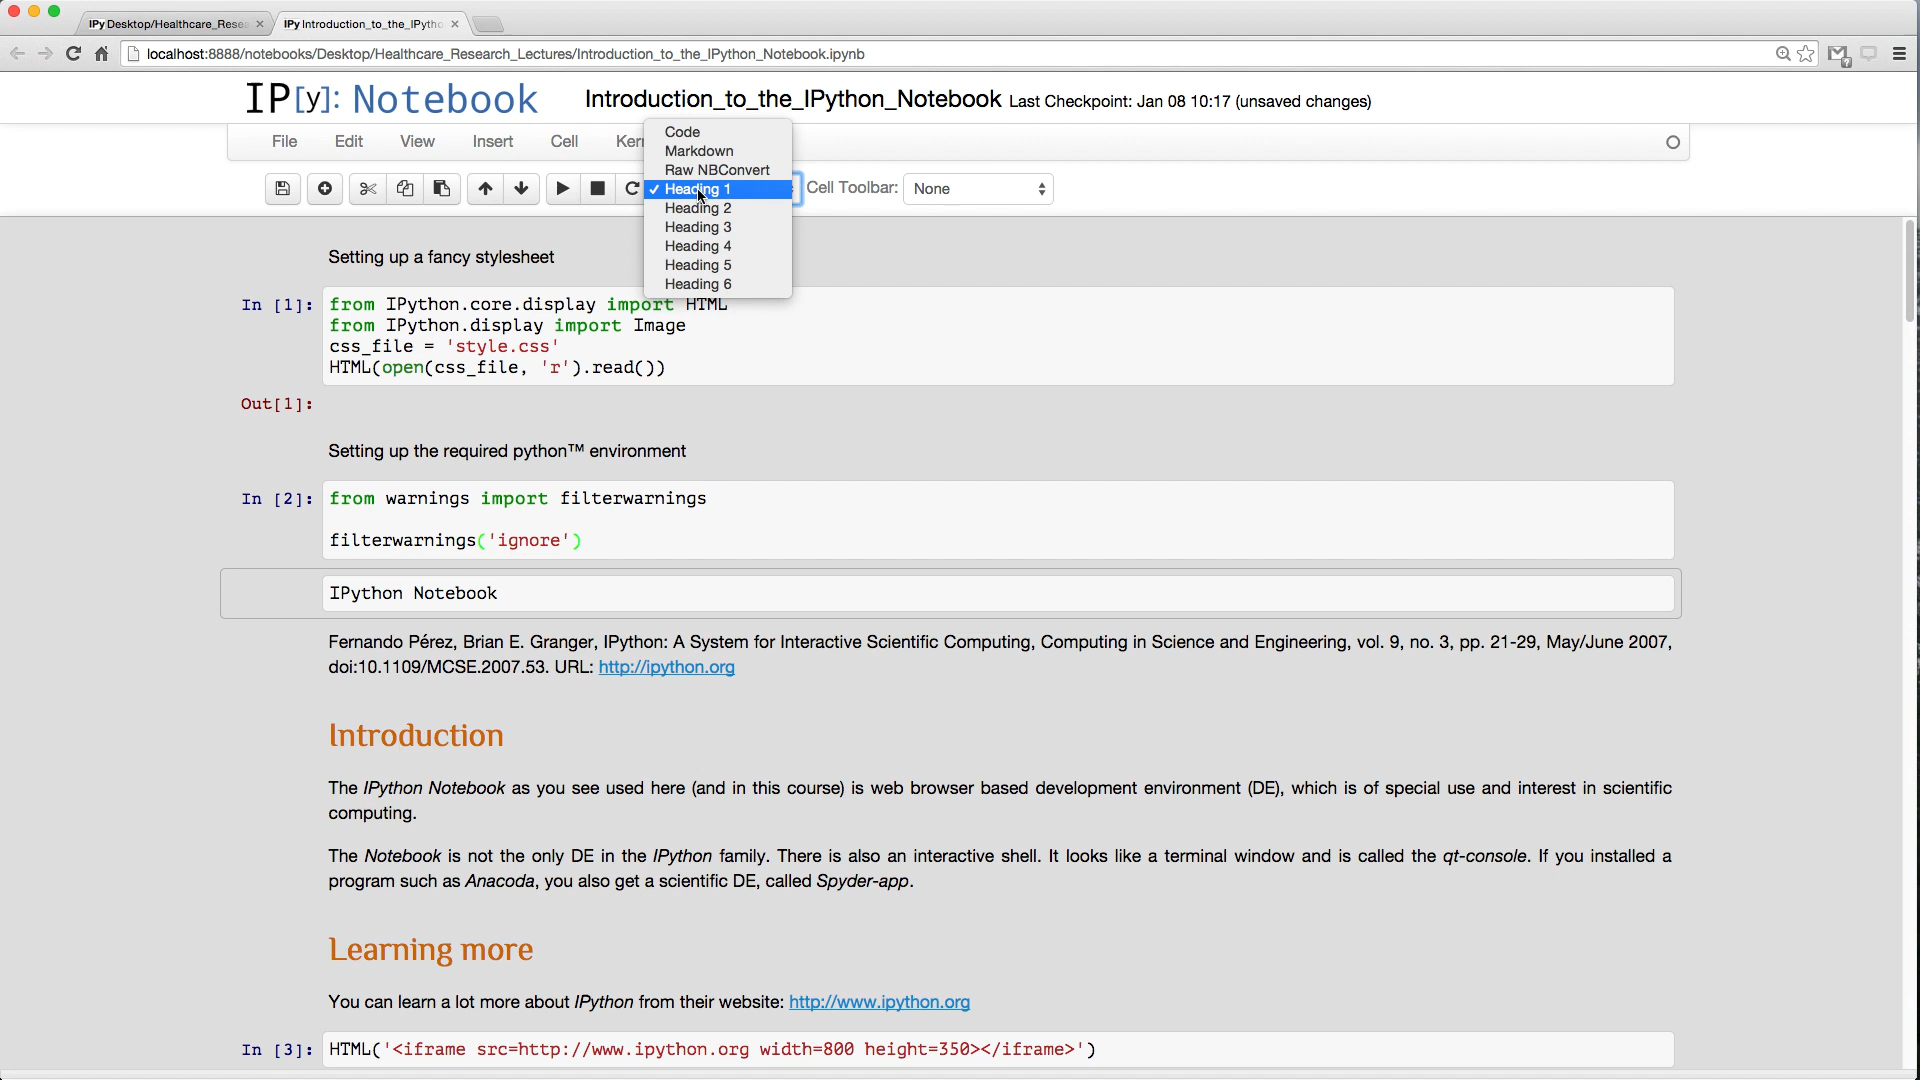 IPy Desktop/Healthcare_Resea
IPy Introduction_to_the_IPytho
localhost:8888/notebooks/Desktop/Healthcare_Research_Lectures/Introduction_to_the_IPython_Notebook.ipynb
IP[y]: Notebook
Introduction_to_the_IPython_Notebook Last Checkpoint: Jan 08 10:17 (unsaved changes)
File Edit View Insert Cell Kern
Code
Markdown
Raw NBConvert
✓ Heading 1
Heading 2
Heading 3
Heading 4
Heading 5
Heading 6
Cell Toolbar: None
Setting up a fancy stylesheet
In [1]: from IPython.core.display import HTML
from IPython.display import Image
css_file = 'style.css'
HTML(open(css_file, 'r').read())
Out[1]:
Setting up the required python™ environment
In [2]: from warnings import filterwarnings
filterwarnings('ignore')
IPython Notebook
Fernando Pérez, Brian E. Granger, IPython: A System for Interactive Scientific Computing, Computing in Science and Engineering, vol. 9, no. 3, pp. 21-29, May/June 2007,
doi:10.1109/MCSE.2007.53. URL: http://ipython.org
Introduction
The IPython Notebook as you see used here (and in this course) is web browser based development environment (DE), which is of special use and interest in scientific
computing.
The Notebook is not the only DE in the IPython family. There is also an interactive shell. It looks like a terminal window and is called the qt-console. If you installed a
program such as Anacoda, you also get a scientific DE, called Spyder-app.
Learning more
You can learn a lot more about IPython from their website: http://www.ipython.org
In [3]: HTML('<iframe src=http://www.ipython.org width=800 height=350></iframe>')